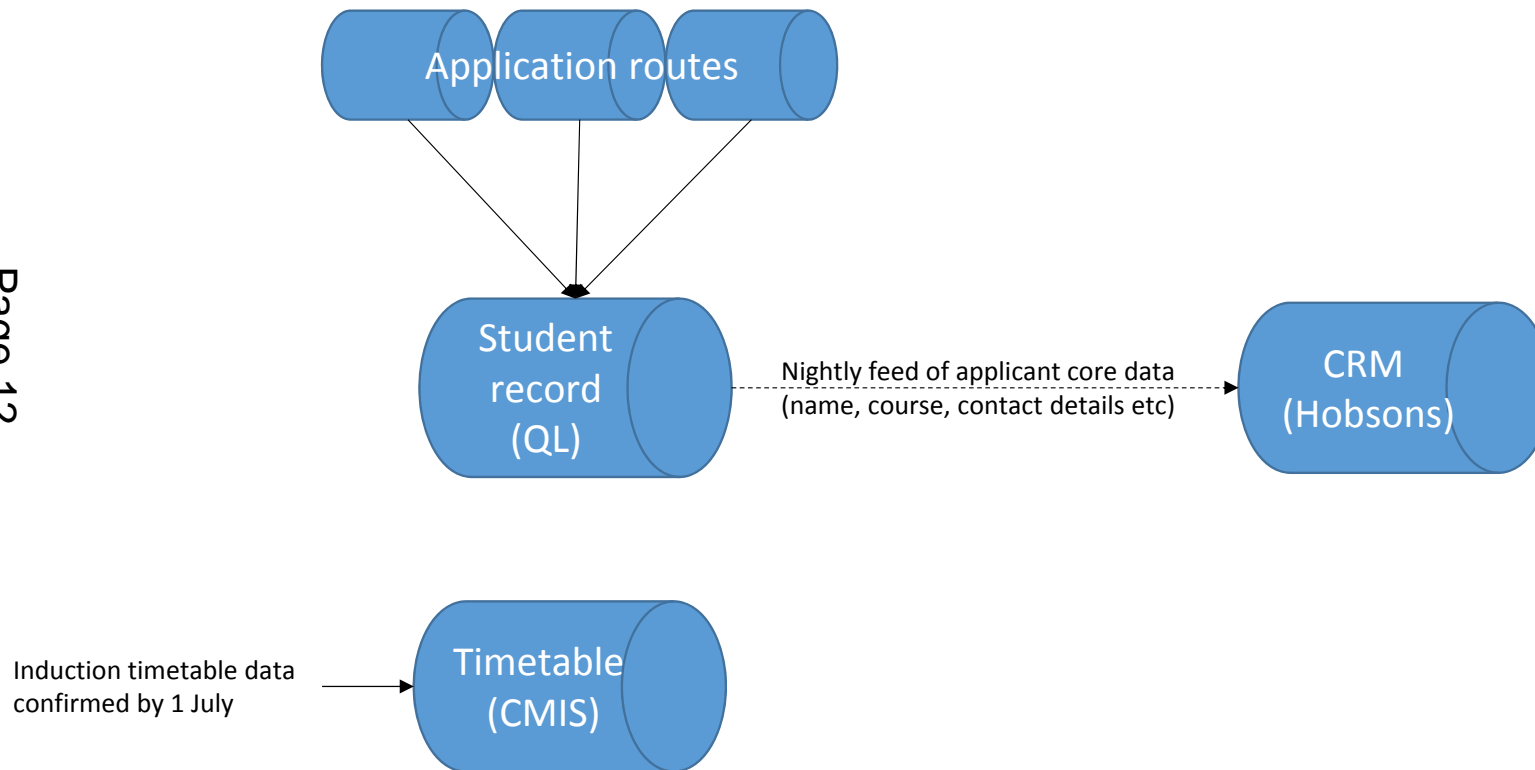 Application routes
Page 12
Student
record
(QL)
Nightly feed of applicant core data
(name, course, contact details etc)
CRM
(Hobsons)
Induction timetable data
confirmed by 1 July
Timetable
(CMIS)